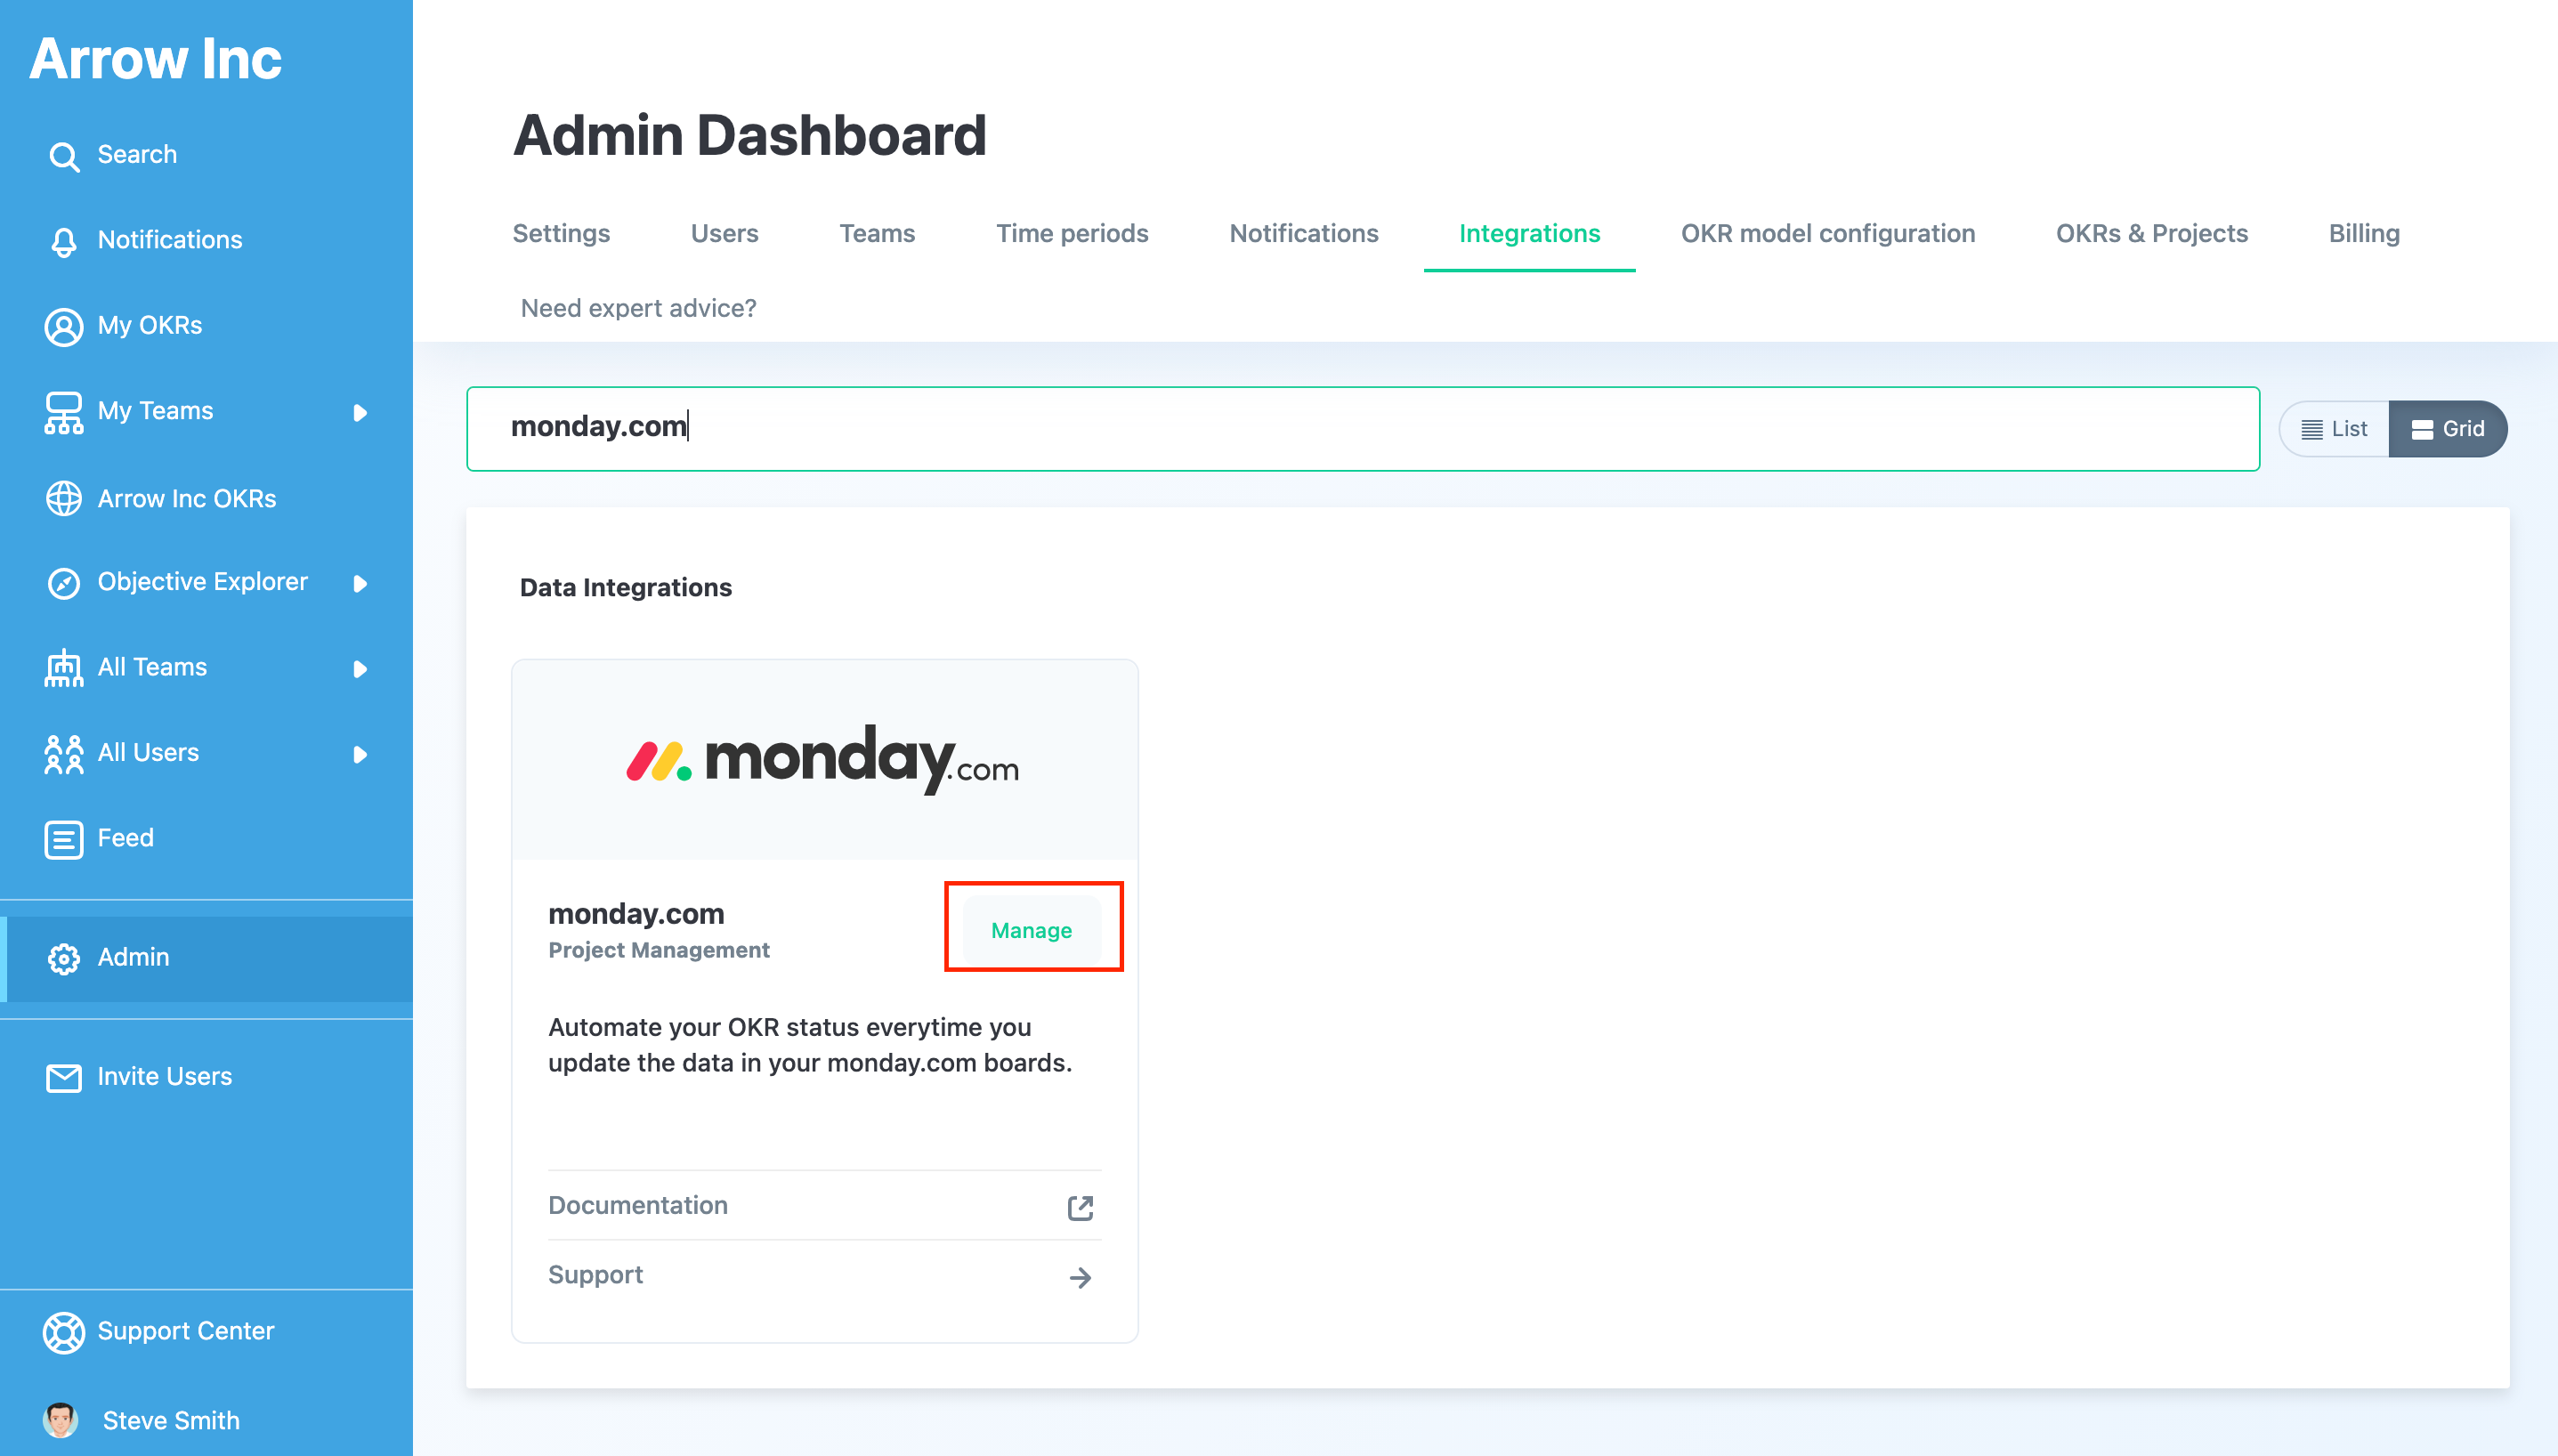 Arrow Inc
Search
Notifications
My OKRs
My Teams
Arrow Inc OKRs
Objective Explorer
All Teams
All Users
Feed
Admin
Invite Users
Support Center
Steve Smith
Admin Dashboard
Settings Users Teams Time periods Notifications Integrations OKR model configuration OKRs & Projects Billing
Need expert advice?
monday.com
List Grid
Data Integrations
monday.com
monday.com
Project Management
Manage
Automate your OKR status everytime you
update the data in your monday.com boards.
Documentation
Support